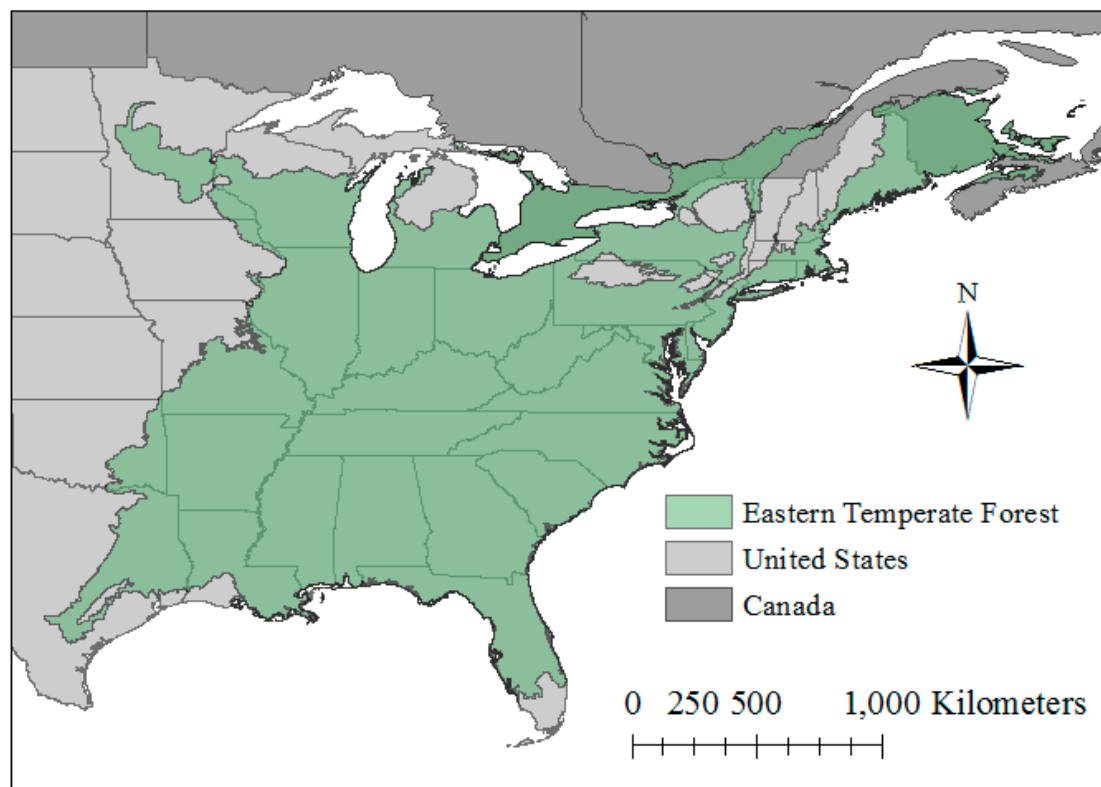 N
Eastern Temperate Forest
United States
Canada
0 250 500 1,000 Kilometers